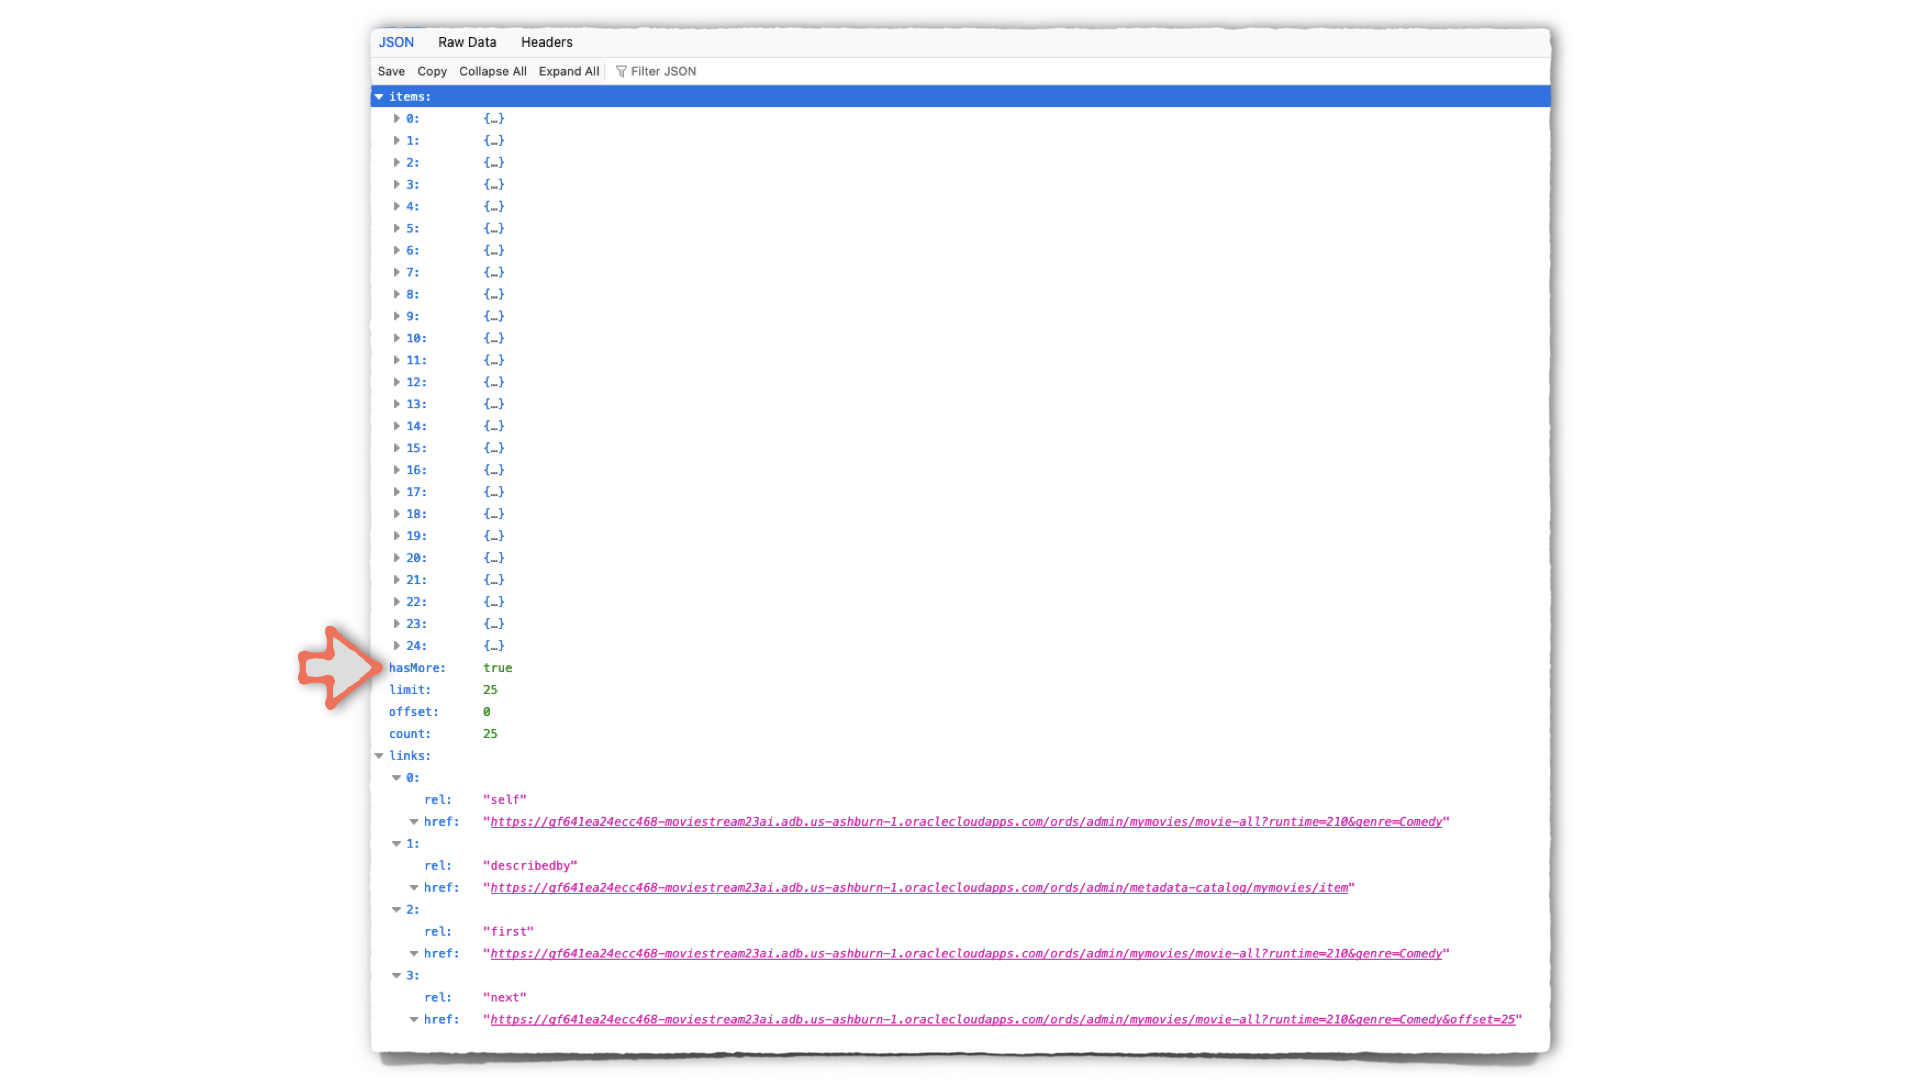 JSON Raw Data Headers
Save Copy Collapse All Expand All Filter JSON
items:
0: {…}
1: {…}
2: {…}
3: {…}
4: {…}
5: {…}
6: {…}
7: {…}
8: {…}
9: {…}
10: {…}
11: {…}
12: {…}
13: {…}
14: {…}
15: {…}
16: {…}
17: {…}
18: {…}
19: {…}
20: {…}
21: {…}
22: {…}
23: {…}
24: {…}
hasMore: true
limit: 25
offset: 0
count: 25
links:
0:
rel: "self"
href: "https://gf641ea24ecc468-moviestream23ai.adb.us-ashburn-1.oraclecloudapps.com/ords/admin/mymovies/movie-all?runtime=210&genre=Comedy"
1:
rel: "describedby"
href: "https://gf641ea24ecc468-moviestream23ai.adb.us-ashburn-1.oraclecloudapps.com/ords/admin/metadata-catalog/mymovies/item"
2:
rel: "first"
href: "https://gf641ea24ecc468-moviestream23ai.adb.us-ashburn-1.oraclecloudapps.com/ords/admin/mymovies/movie-all?runtime=210&genre=Comedy"
3:
rel: "next"
href: "https://gf641ea24ecc468-moviestream23ai.adb.us-ashburn-1.oraclecloudapps.com/ords/admin/mymovies/movie-all?runtime=210&genre=Comedy&offset=25"